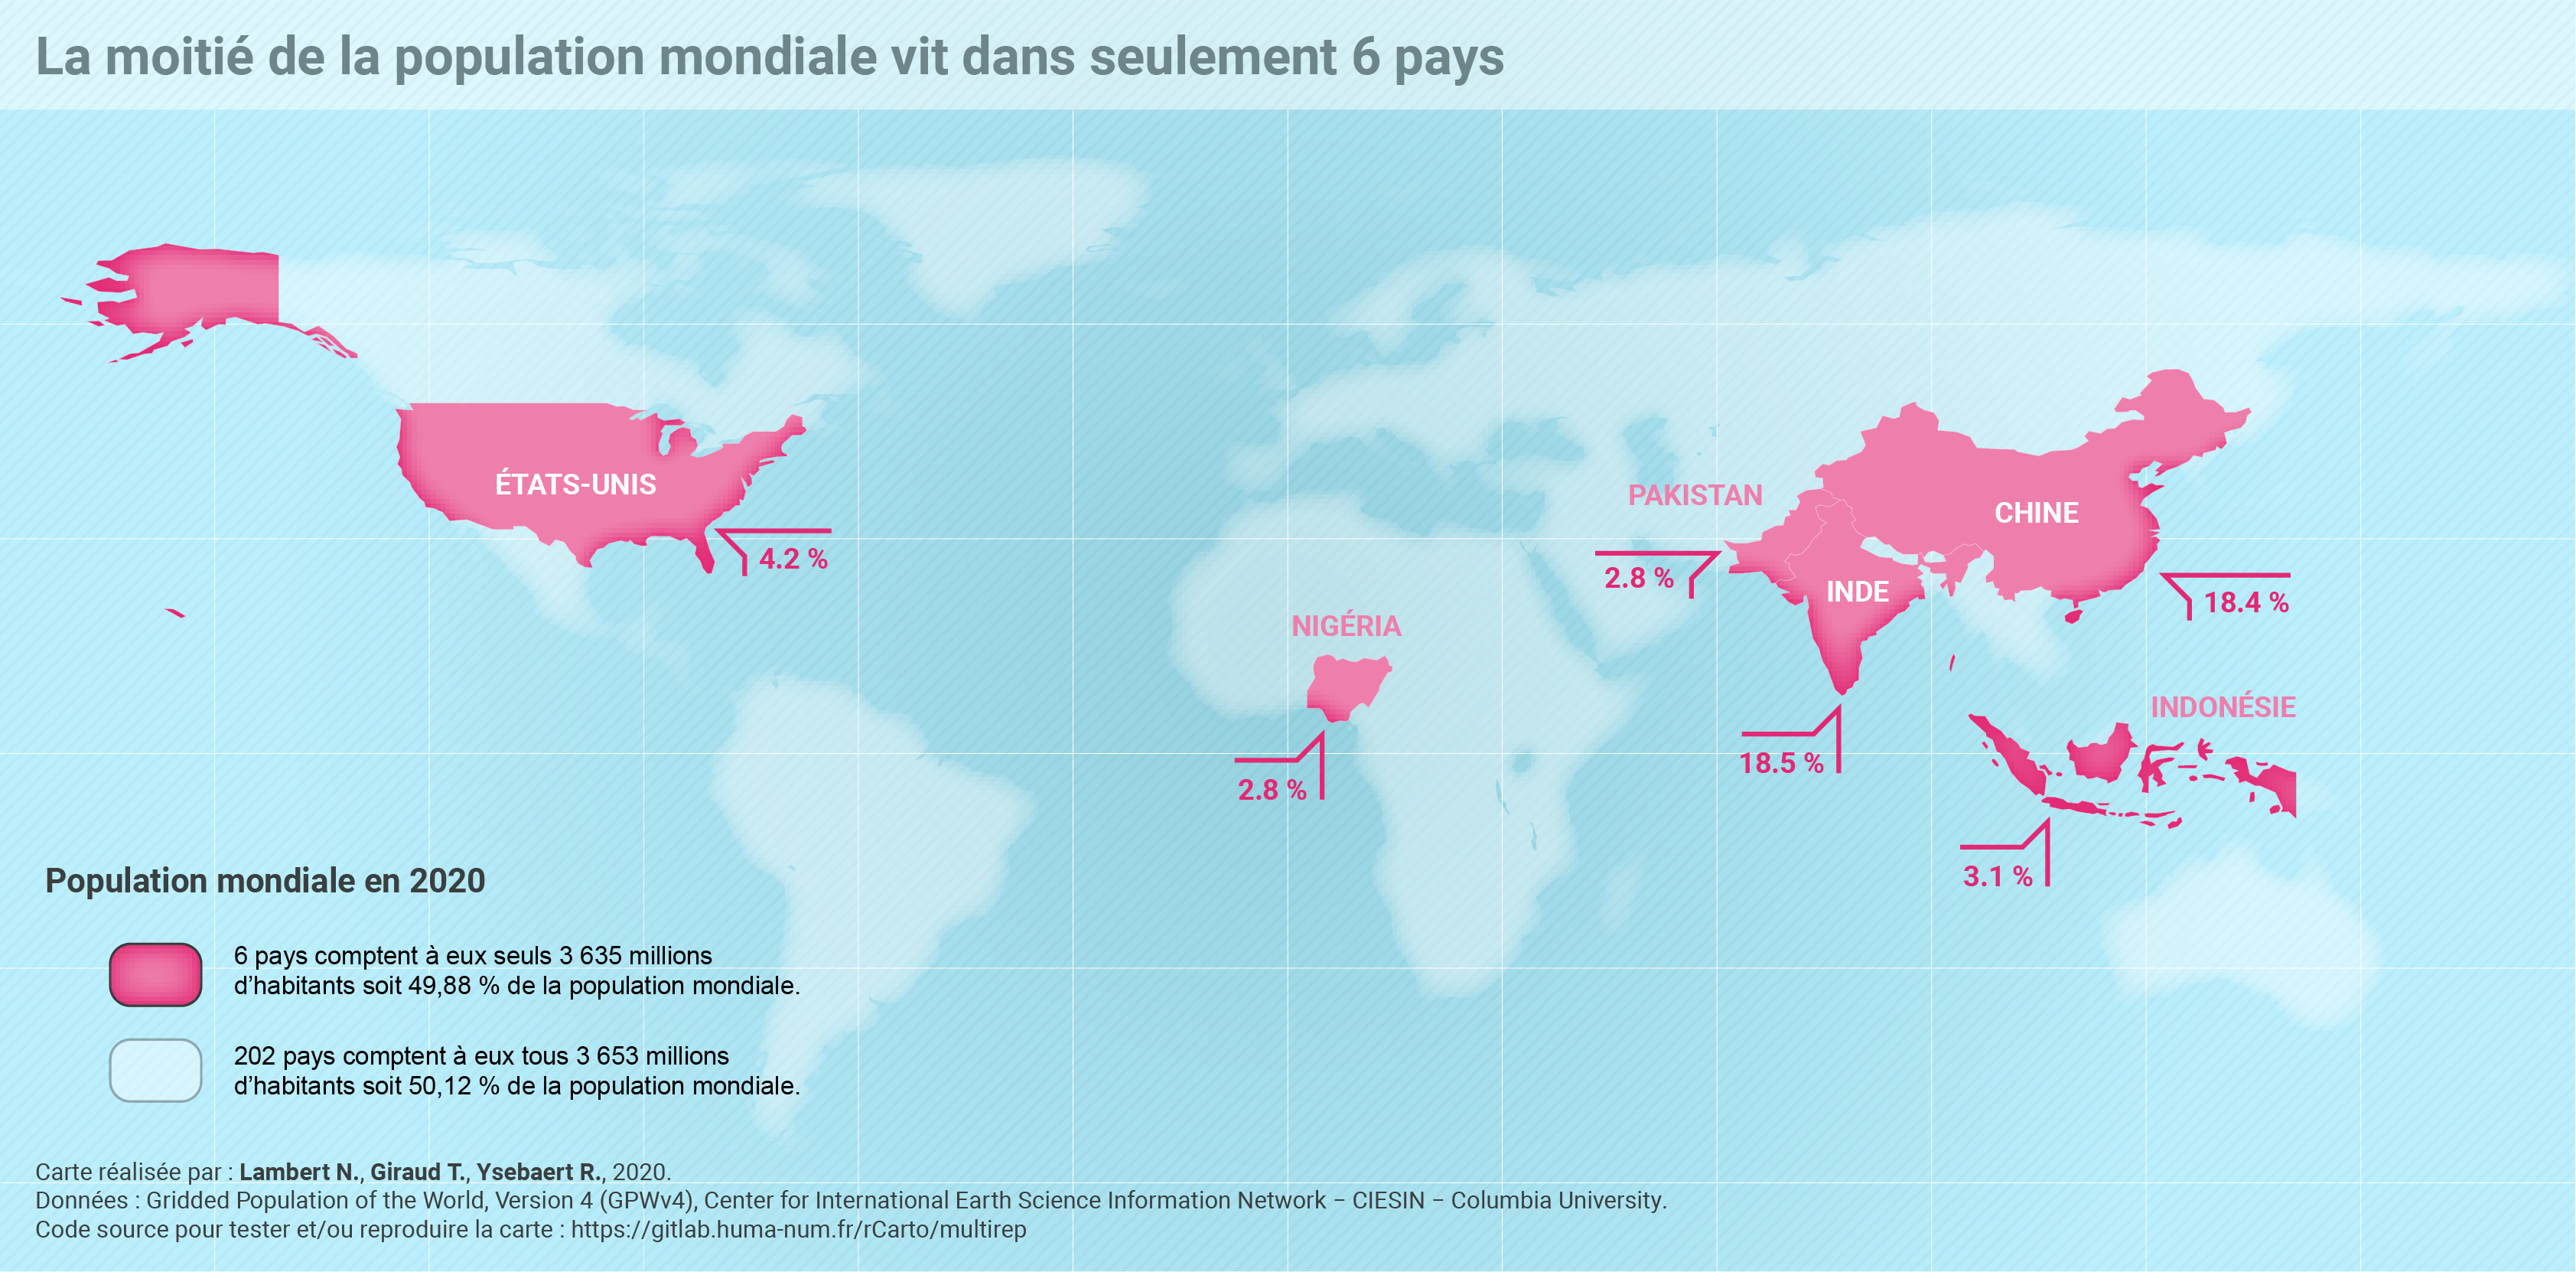 La moitié de la population mondiale vit dans seulement 6 pays
ÉTATS-UNIS
4.2 %
PAKISTAN
2.8 %
CHINE
18.4 %
INDE
18.5 %
NIGÉRIA
2.8 %
INDONÉSIE
3.1 %
Population mondiale en 2020
6 pays comptent à eux seuls 3 635 millions
d’habitants soit 49,88 % de la population mondiale.
202 pays comptent à eux tous 3 653 millions
d’habitants soit 50,12 % de la population mondiale.
Carte réalisée par : Lambert N., Giraud T., Ysebaert R., 2020.
Données : Gridded Population of the World, Version 4 (GPWv4), Center for International Earth Science Information Network − CIESIN − Columbia University.
Code source pour tester et/ou reproduire la carte : https://gitlab.huma-num.fr/rCarto/multirep